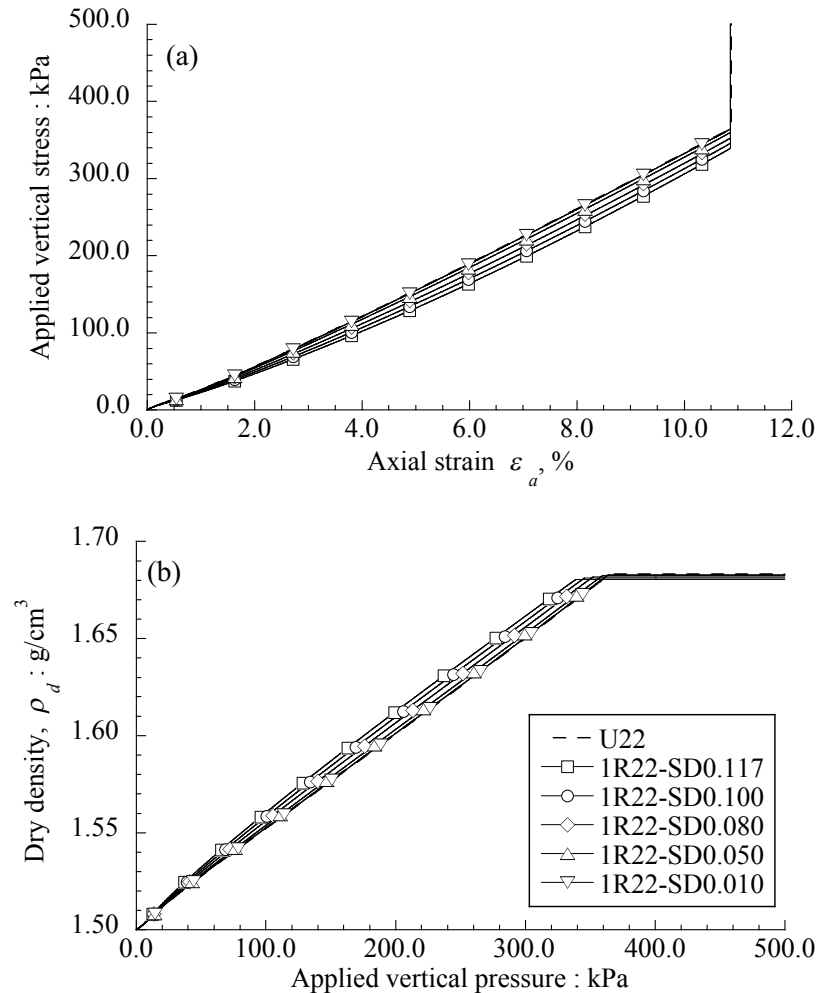 500.0
(a)
400.0
300.0
200.0
100.0
0.0
Applied vertical stress : kPa
0.0 2.0 4.0 6.0 8.0 10.0 12.0
Axial strain ε a, %
1.70
(b)
1.65
1.60
1.55
1.50
Dry density, ρ d : g/cm3
U22
1R22-SD0.117
1R22-SD0.100
1R22-SD0.080
1R22-SD0.050
1R22-SD0.010
0.0 100.0 200.0 300.0 400.0 500.0
Applied vertical pressure : kPa